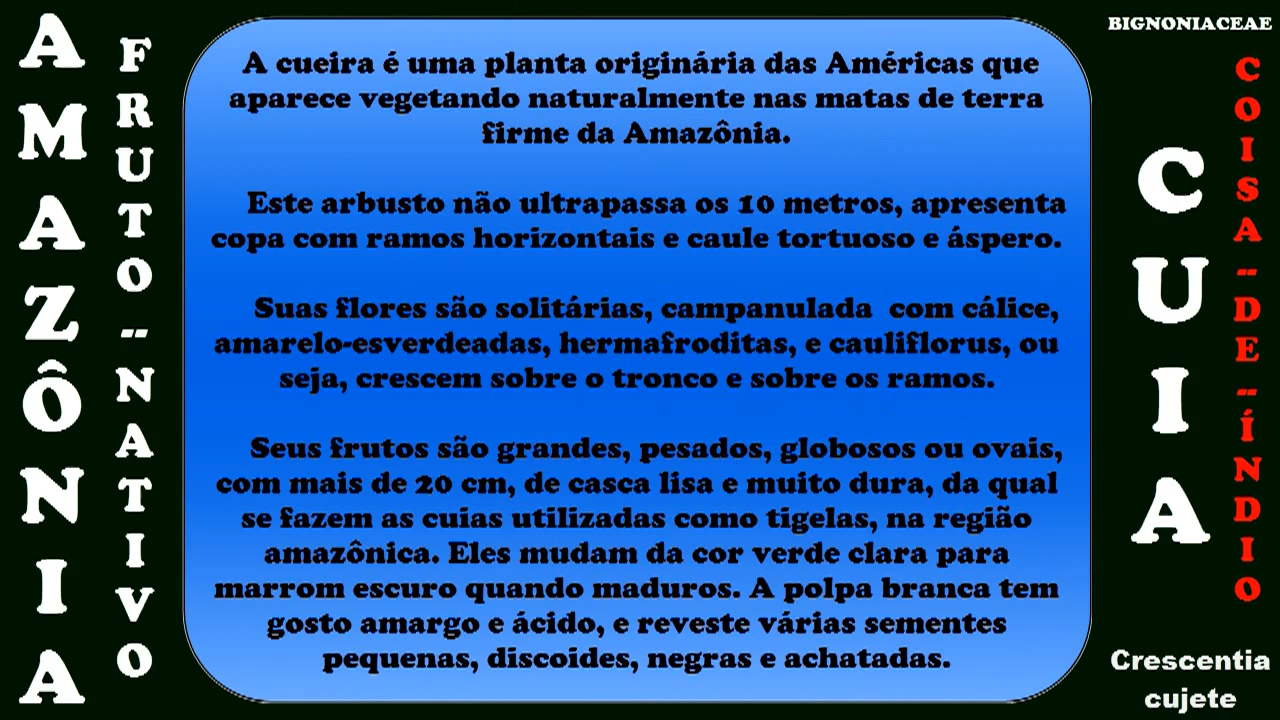 AMAZÔNIA
FRUTO--NATIVO
A cueira é uma planta originária das Américas que
aparece vegetando naturalmente nas matas de terra
firme da Amazônia.
Este arbusto não ultrapassa os 10 metros, apresenta
copa com ramos horizontais e caule tortuoso e áspero.
Suas flores são solitárias, campanulada com cálice,
amarelo-esverdeadas, hermafroditas, e cauliflorus, ou
seja, crescem sobre o tronco e sobre os ramos.
Seus frutos são grandes, pesados, globosos ou ovais,
com mais de 20 cm, de casca lisa e muito dura, da qual
se fazem as cuias utilizadas como tigelas, na região
amazônica. Eles mudam da cor verde clara para
marrom escuro quando maduros. A polpa branca tem
gosto amargo e ácido, e reveste várias sementes
pequenas, discoides, negras e achatadas.
BIGNONIACEAE
CUIA
COISA--DE--ÍNDIO
Crescentia
cujete